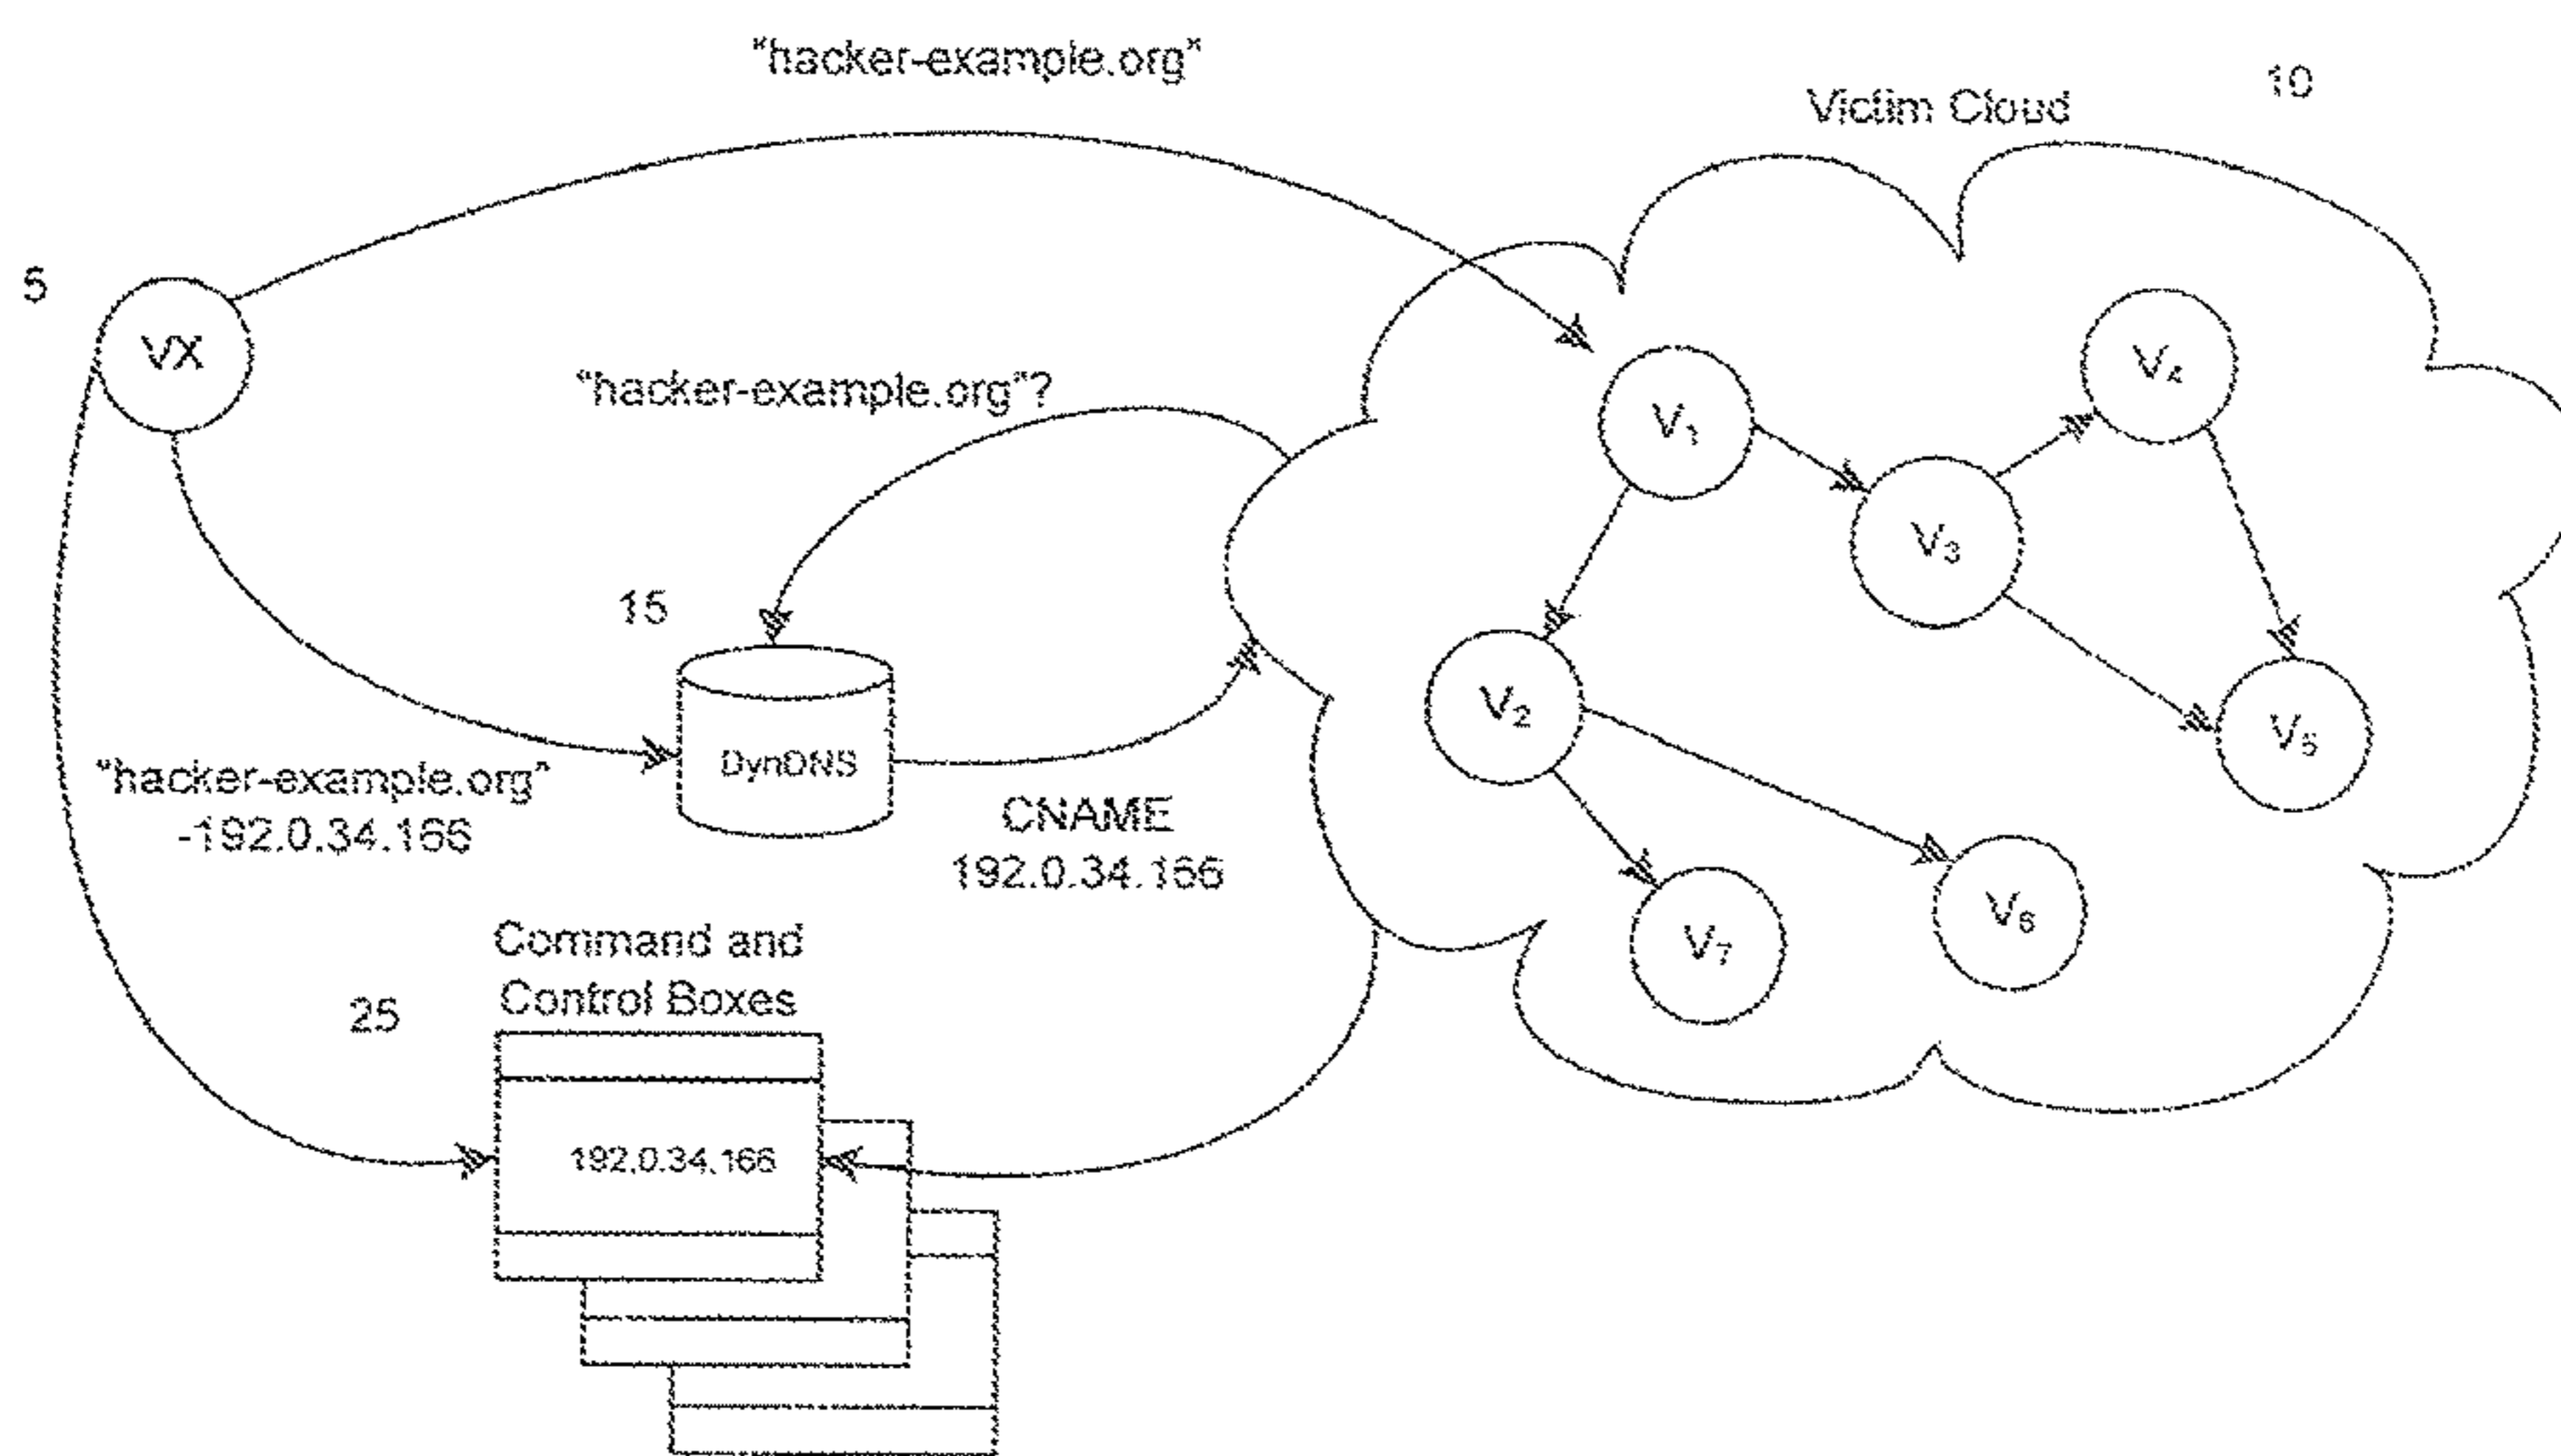 "hacker-example.org"
Victim Cloud
10
5
VX
"hacker-example.org"?
V1
V4
V3
15
V2
V5
DynDNS
"hacker-example.org"
-192.0.34.166
CNAME
192.0.34.166
V6
V7
Command and
Control Boxes
25
192.0.34.166